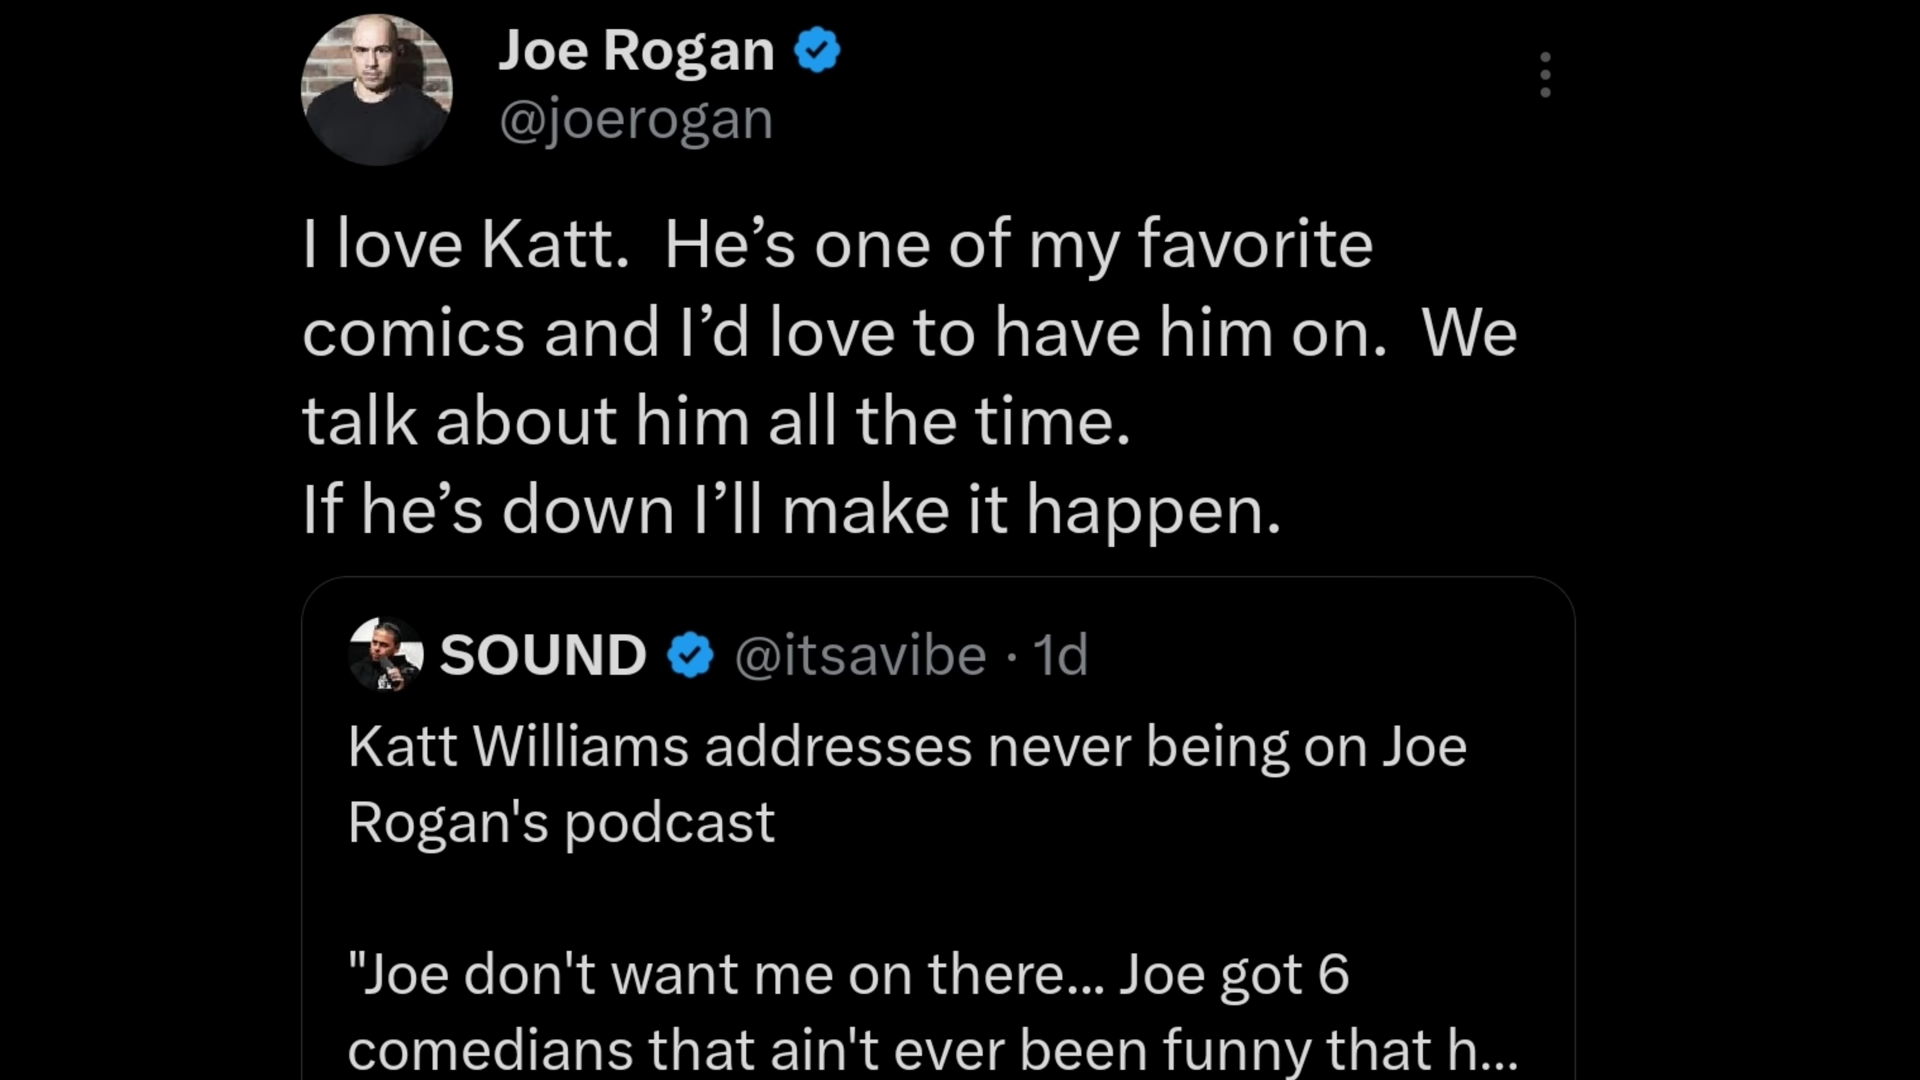 Joe Rogan
@joerogan
I love Katt.  He’s one of my favorite
comics and I’d love to have him on.  We
talk about him all the time.
If he’s down I’ll make it happen.
SOUND @itsavibe · 1d
Katt Williams addresses never being on Joe
Rogan's podcast
"Joe don't want me on there... Joe got 6
comedians that ain't ever been funny that h...